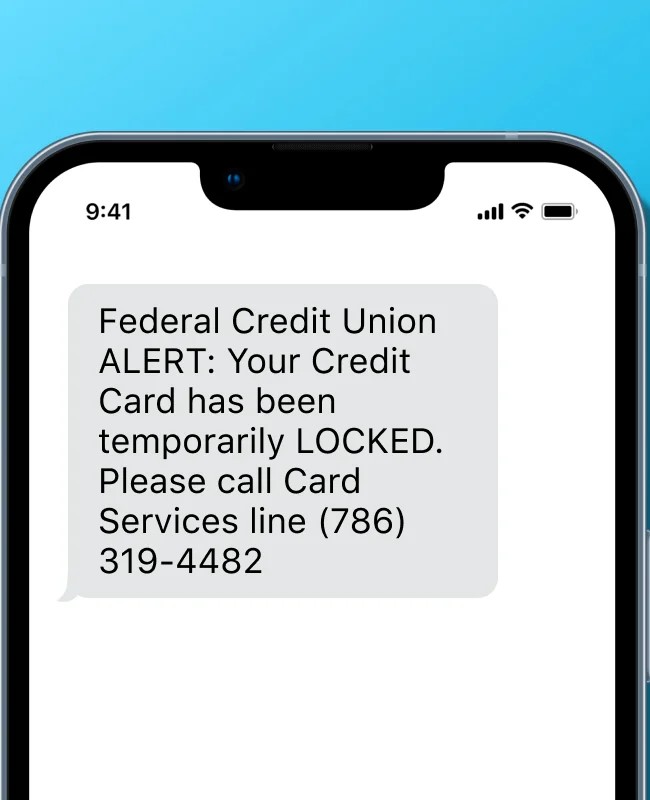 9:41
Federal Credit Union
ALERT: Your Credit
Card has been
temporarily LOCKED.
Please call Card
Services line (786)
319-4482